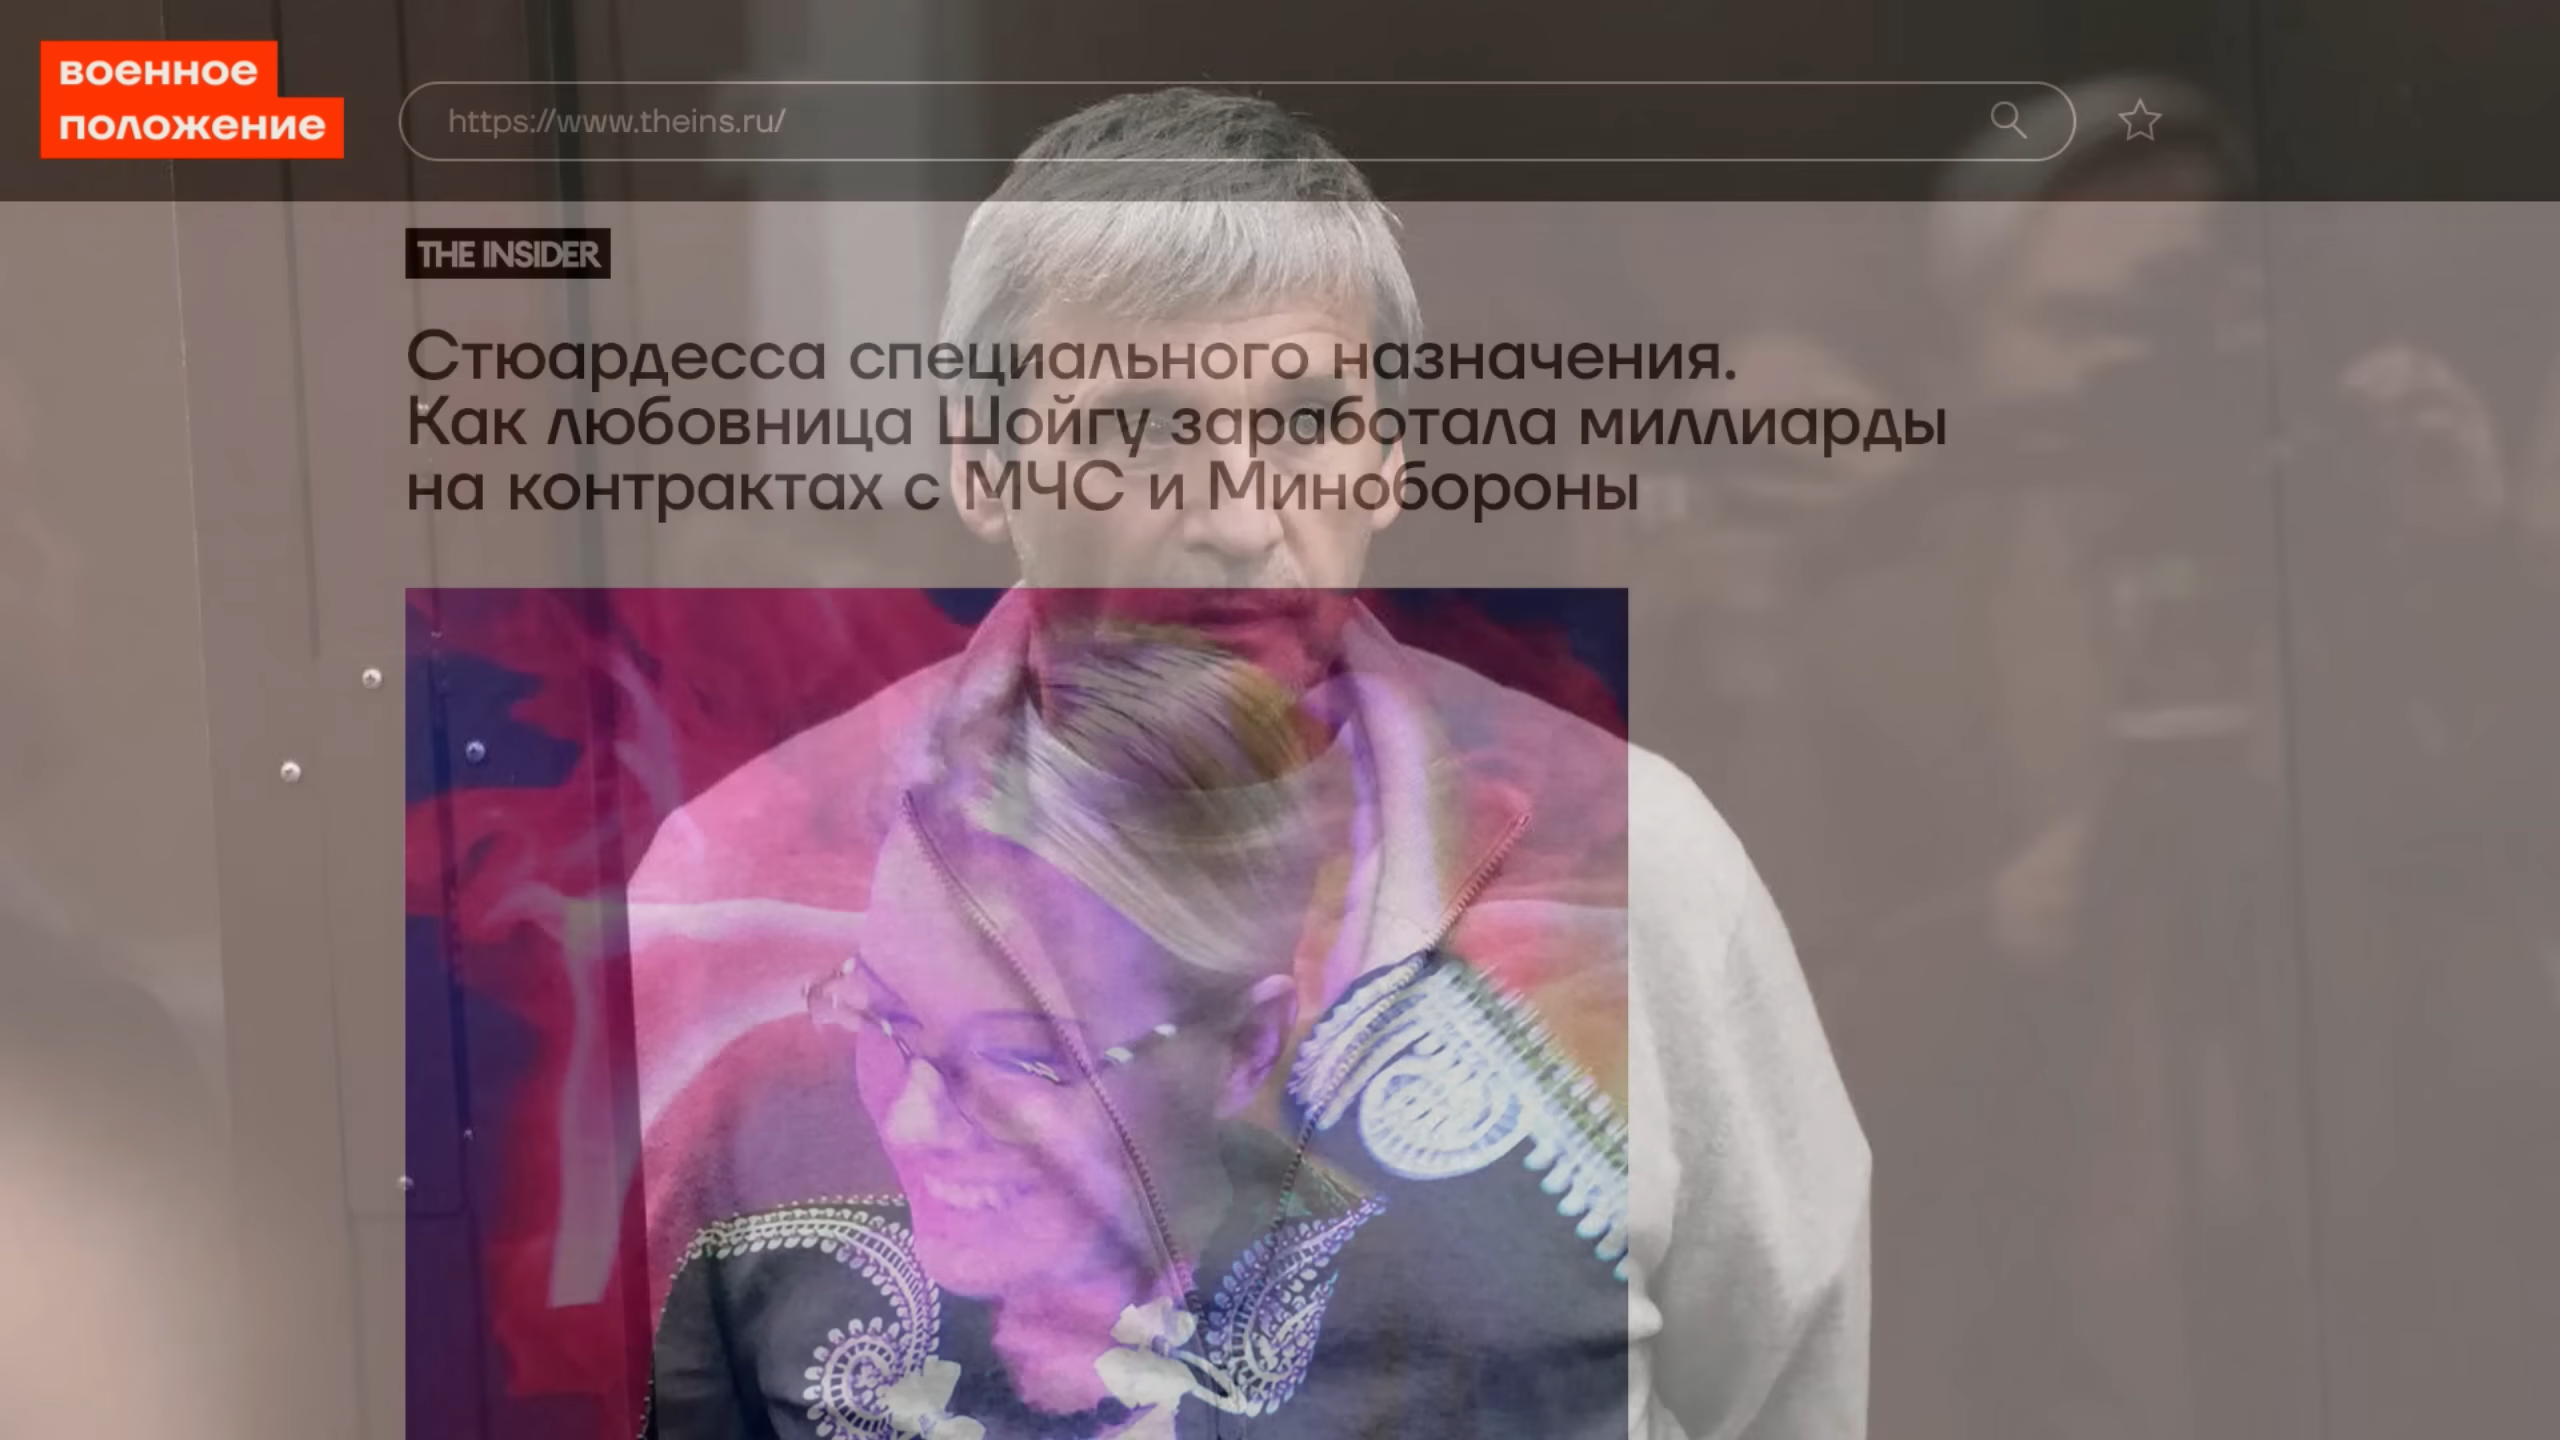 военное
положение
https://www.theins.ru/
THE INSIDER
Стюардесса специального назначения.
Как любовница Шойгу заработала миллиарды
на контрактах с МЧС и Минобороны